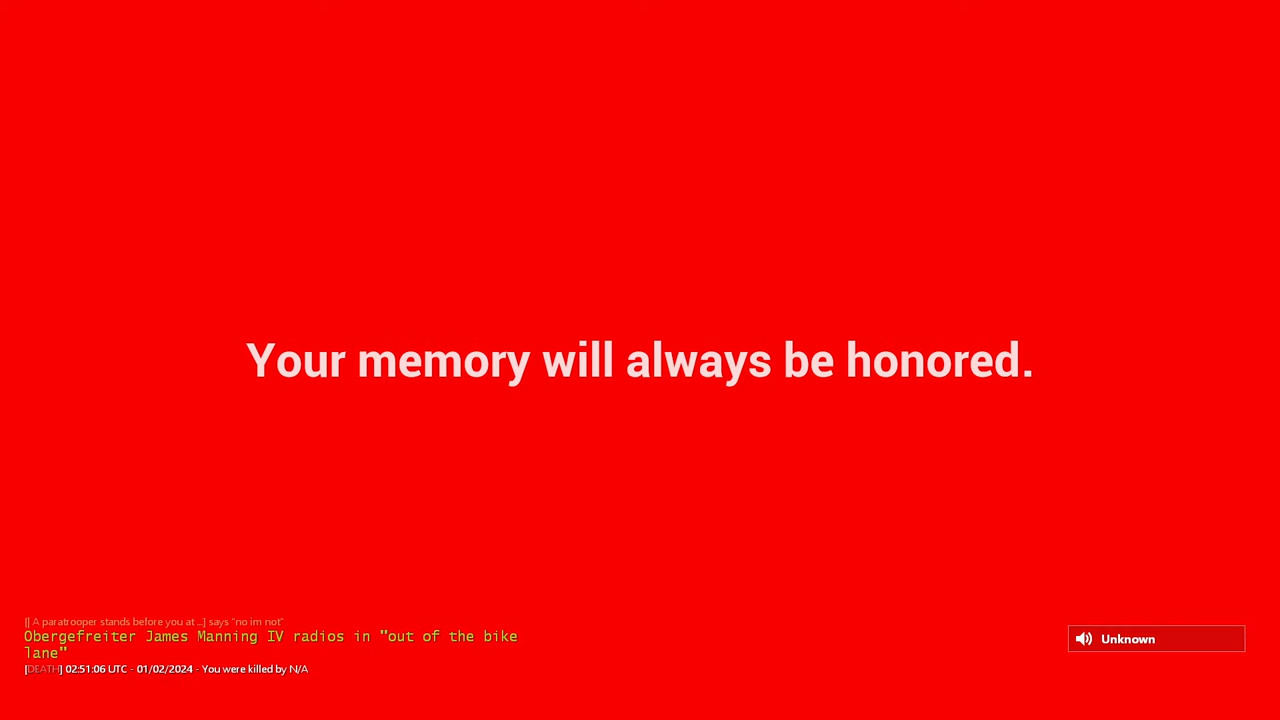 Your memory will always be honored.
[| A paratrooper stands before you at ...] says "no im not"
Obergefreiter James Manning IV radios in "out of the bike
lane"
[DEATH] 02:51:06 UTC - 01/02/2024 - You were killed by N/A
Unknown